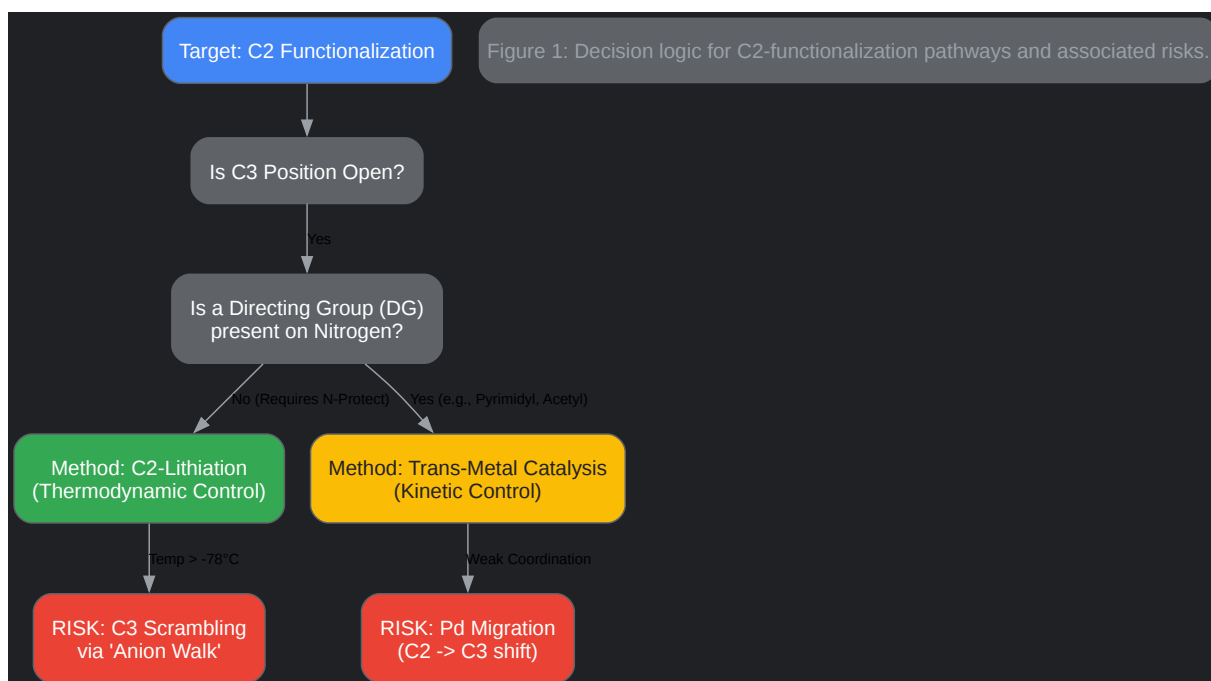 Target: C2 Functionalization
Figure 1: Decision logic for C2-functionalization pathways and associated risks.
Is C3 Position Open?
Yes
Is a Directing Group (DG)
present on Nitrogen?
No (Requires N-Protect)
Yes (e.g., Pyrimidyl, Acetyl)
Method: C2-Lithiation
(Thermodynamic Control)
Method: Trans-Metal Catalysis
(Kinetic Control)
Temp > -78°C
Weak Coordination
RISK: C3 Scrambling
via 'Anion Walk'
RISK: Pd Migration
(C2 -> C3 shift)